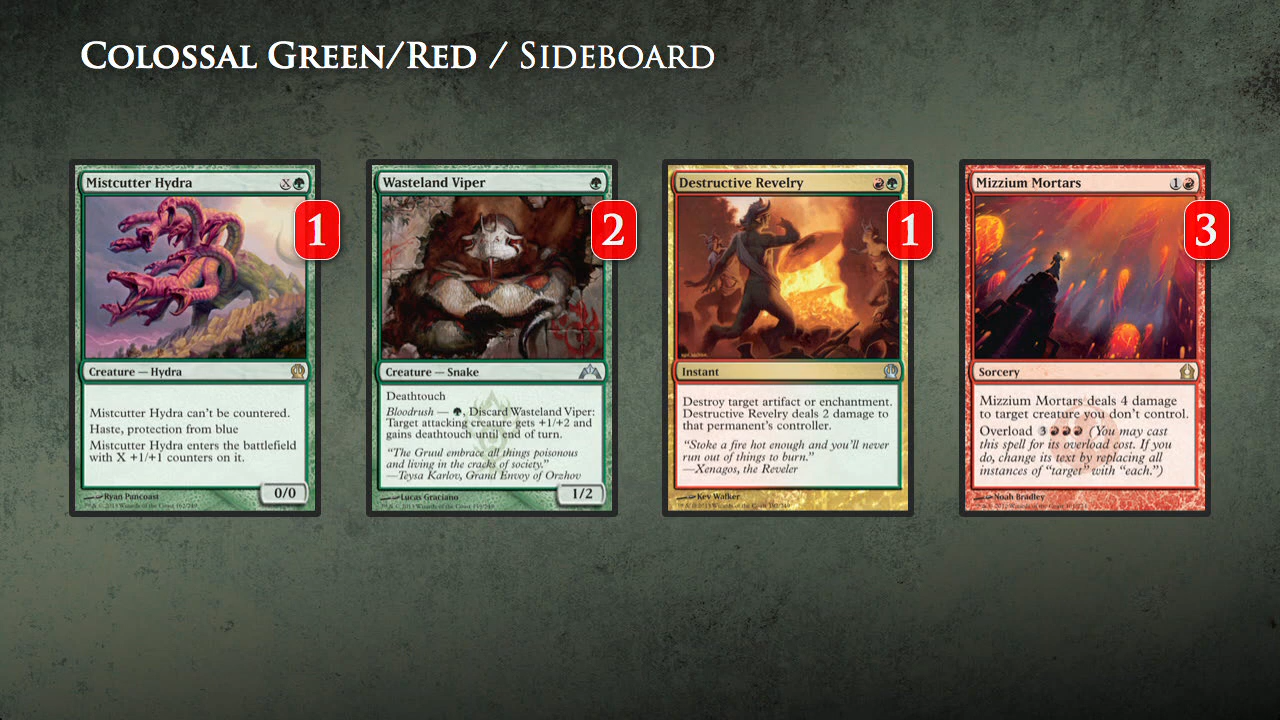 Colossal Green/Red / Sideboard
Mistcutter Hydra X
1
Creature — Hydra
Mistcutter Hydra can't be countered.
Haste, protection from blue
Mistcutter Hydra enters the battlefield
with X +1/+1 counters on it.
0/0
Ryan Pancoast
Wasteland Viper
2
Creature — Snake
Deathtouch
Bloodrush — , Discard Wasteland Viper:
Target attacking creature gets +1/+2 and
gains deathtouch until end of turn.
"The Gruul embrace all things poisonous
and living in the cracks of society."
—Teysa Karlov, Grand Envoy of Orzhov
1/2
Lucas Graciano
Destructive Revelry
1
Instant
Destroy target artifact or enchantment.
Destructive Revelry deals 2 damage to
that permanent's controller.
"Stoke a fire hot enough and you'll never
run out of things to burn."
—Xenagos, the Reveler
Kev Walker
Mizzium Mortars 1
3
Sorcery
Mizzium Mortars deals 4 damage
to target creature you don't control.
Overload 3 (You may cast
this spell for its overload cost. If you
do, change its text by replacing all
instances of "target" with "each.")
Noah Bradley